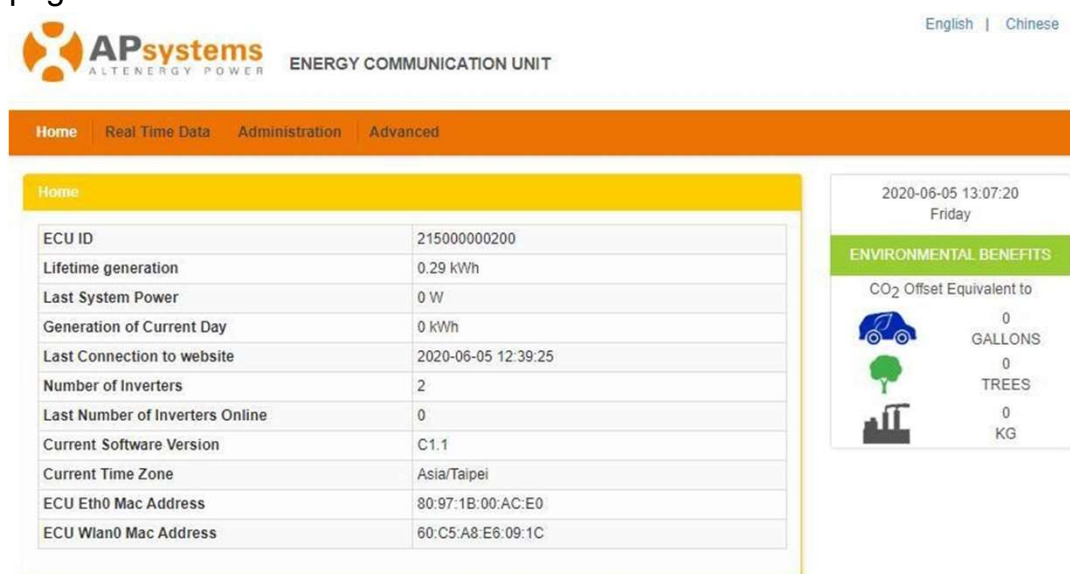 English | Chinese
APsystems
ALTENERGY POWER
ENERGY COMMUNICATION UNIT
Home Real Time Data Administration Advanced
Home
ECU ID 215000000200
Lifetime generation 0.29 kWh
Last System Power 0 W
Generation of Current Day 0 kWh
Last Connection to website 2020-06-05 12:39:25
Number of Inverters 2
Last Number of Inverters Online 0
Current Software Version C1.1
Current Time Zone Asia/Taipei
ECU Eth0 Mac Address 80:97:1B:00:AC:E0
ECU Wlan0 Mac Address 60:C5:A8:E6:09:1C
2020-06-05 13:07:20
Friday
ENVIRONMENTAL BENEFITS
CO2 Offset Equivalent to
0
GALLONS
0
TREES
0
KG